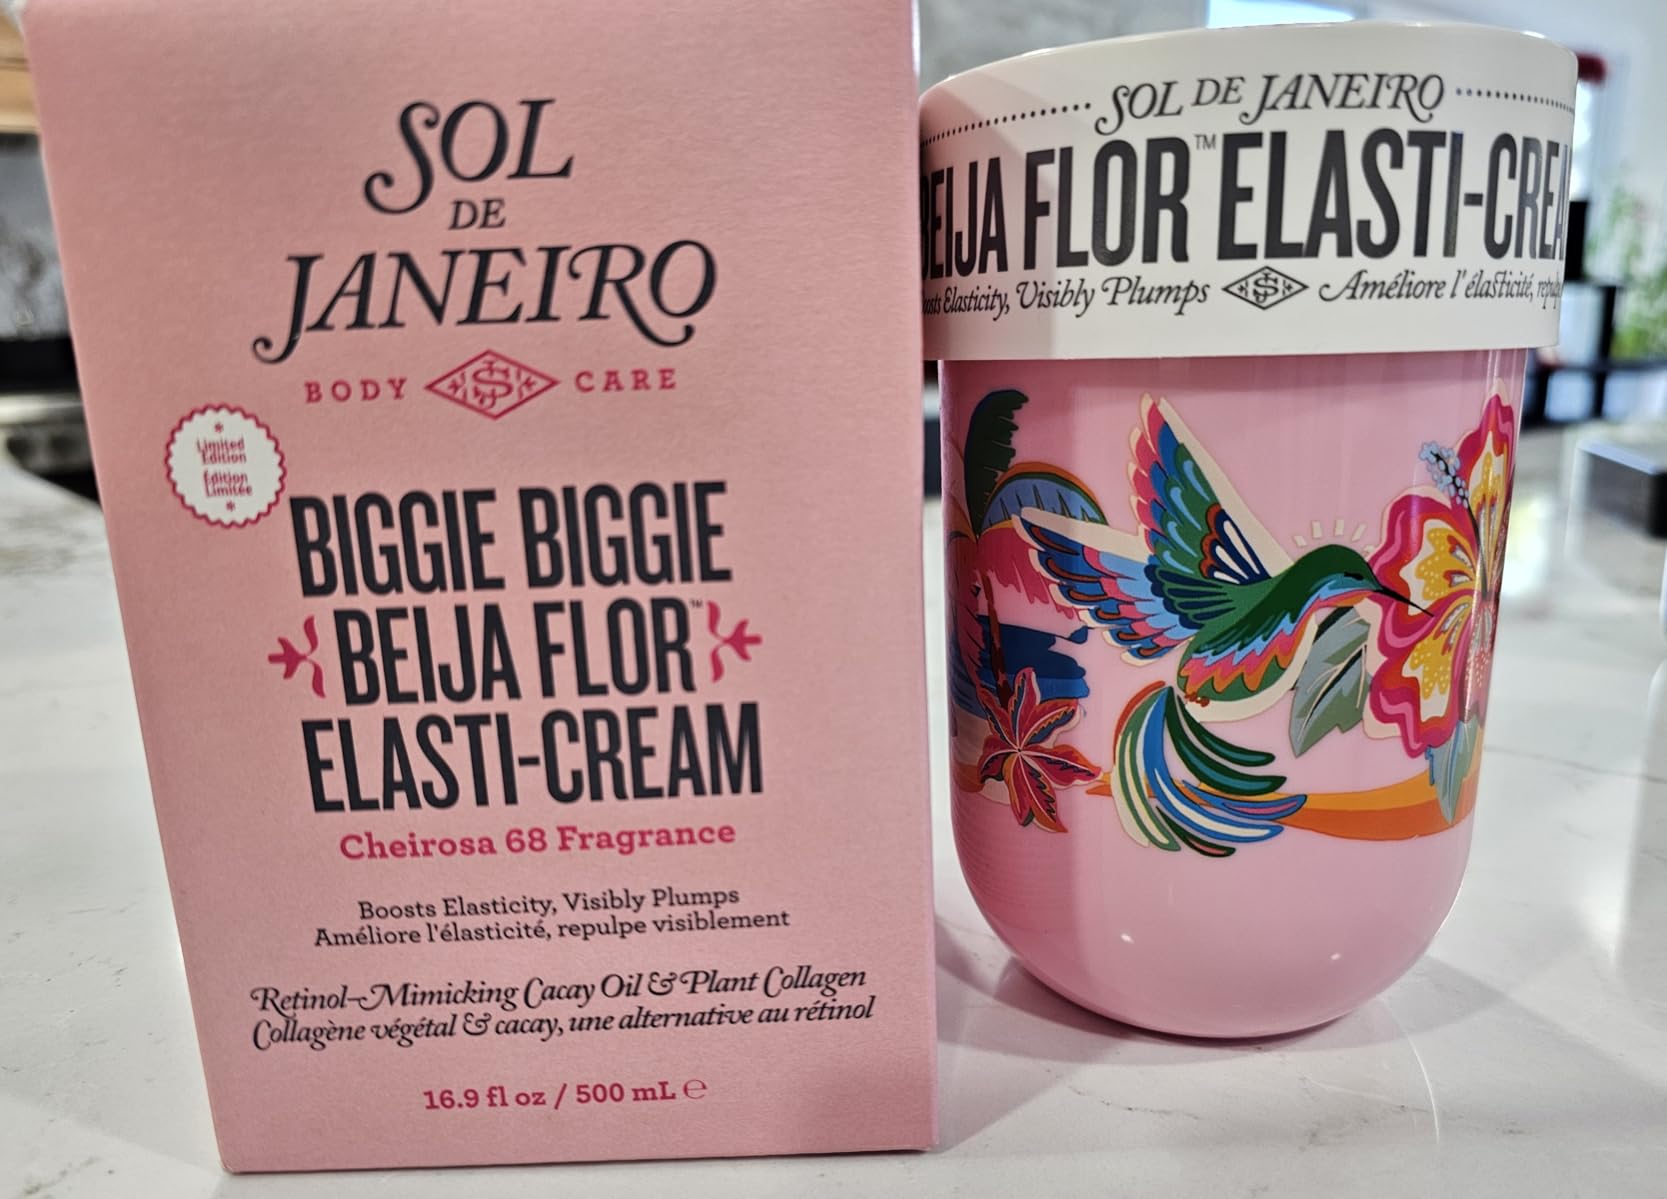 SOL
DE
JANEIRO
BODY CARE
Limited
Edition
Édition
Limitée
BIGGIE BIGGIE
BEIJA FLOR™
ELASTI-CREAM
Cheirosa 68 Fragrance
Boosts Elasticity, Visibly Plumps
Améliore l'élasticité, repulpe visiblement
Retinol-Mimicking Cacay Oil & Plant Collagen
Collagène végétal & cacay, une alternative au rétinol
16.9 fl oz / 500 mL ℮
SOL DE JANEIRO
BEIJA FLOR™ ELASTI-CREA
Elasticity, Visibly Plumps Améliore l'élasticité,